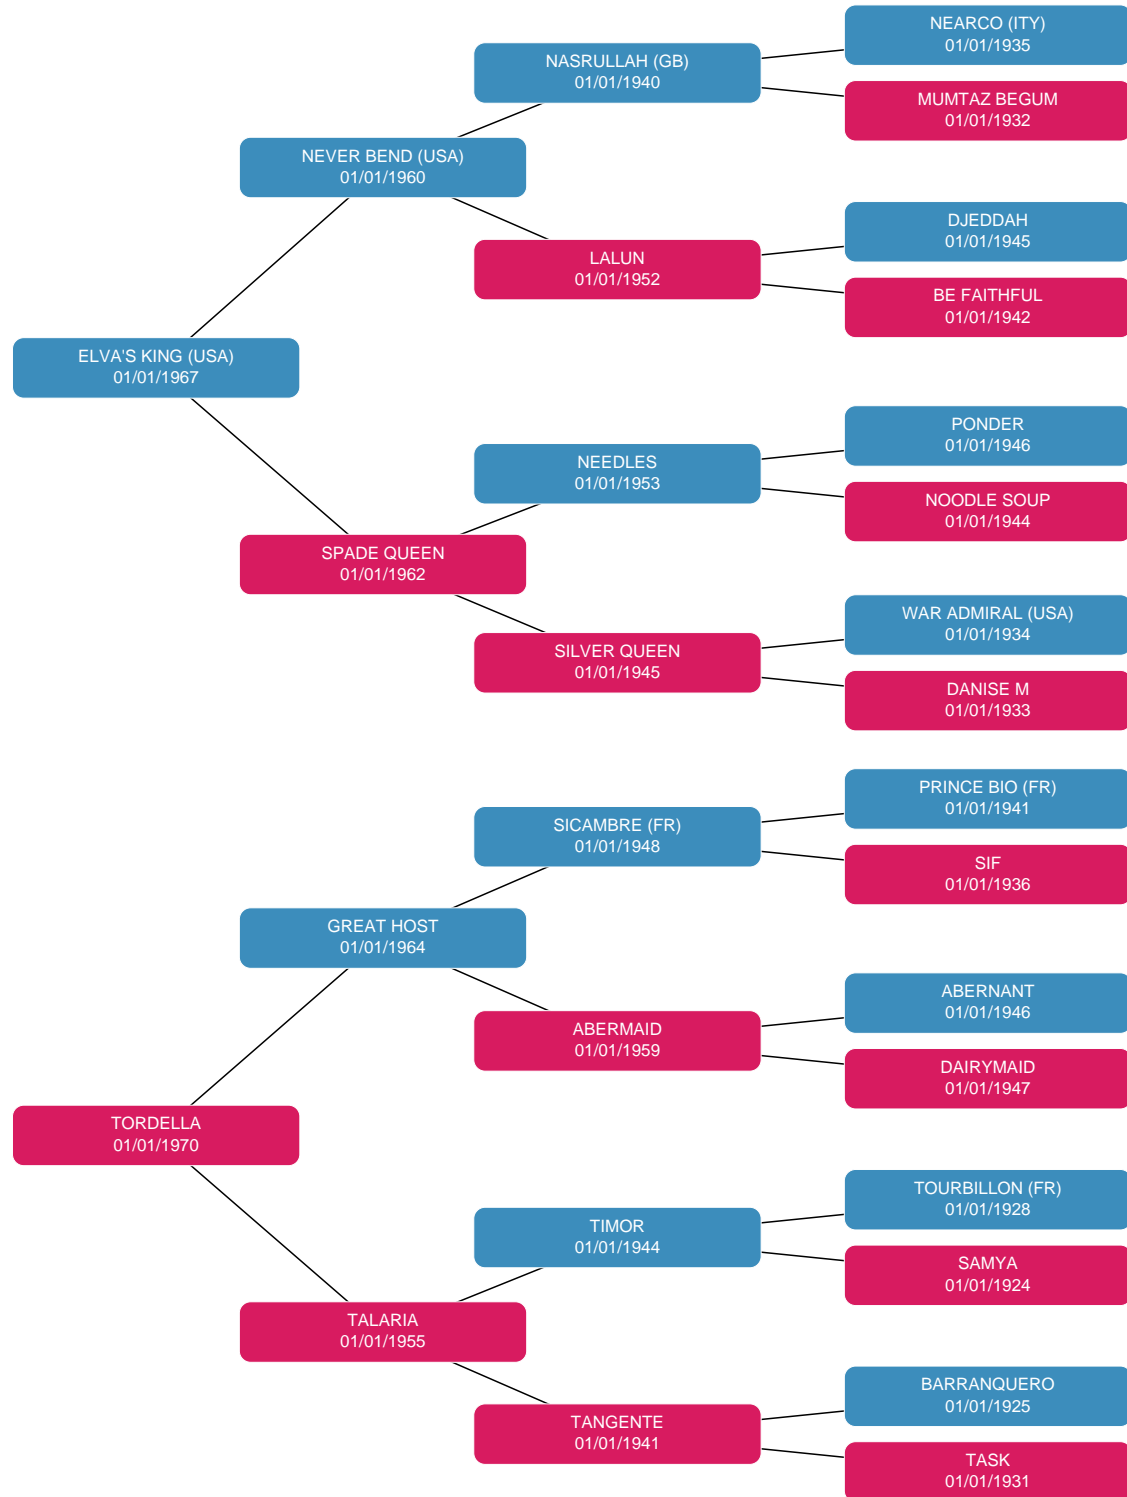 NEARCO (ITY)
01/01/1935
NASRULLAH (GB)
01/01/1940
MUMTAZ BEGUM
01/01/1932
NEVER BEND (USA)
01/01/1960
DJEDDAH
01/01/1945
LALUN
01/01/1952
BE FAITHFUL
01/01/1942
ELVA'S KING (USA)
01/01/1967
PONDER
01/01/1946
NEEDLES
01/01/1953
NOODLE SOUP
01/01/1944
SPADE QUEEN
01/01/1962
WAR ADMIRAL (USA)
01/01/1934
SILVER QUEEN
01/01/1945
DANISE M
01/01/1933
PRINCE BIO (FR)
01/01/1941
SICAMBRE (FR)
01/01/1948
SIF
01/01/1936
GREAT HOST
01/01/1964
ABERNANT
01/01/1946
ABERMAID
01/01/1959
DAIRYMAID
01/01/1947
TORDELLA
01/01/1970
TOURBILLON (FR)
01/01/1928
TIMOR
01/01/1944
SAMYA
01/01/1924
TALARIA
01/01/1955
BARRANQUERO
01/01/1925
TANGENTE
01/01/1941
TASK
01/01/1931